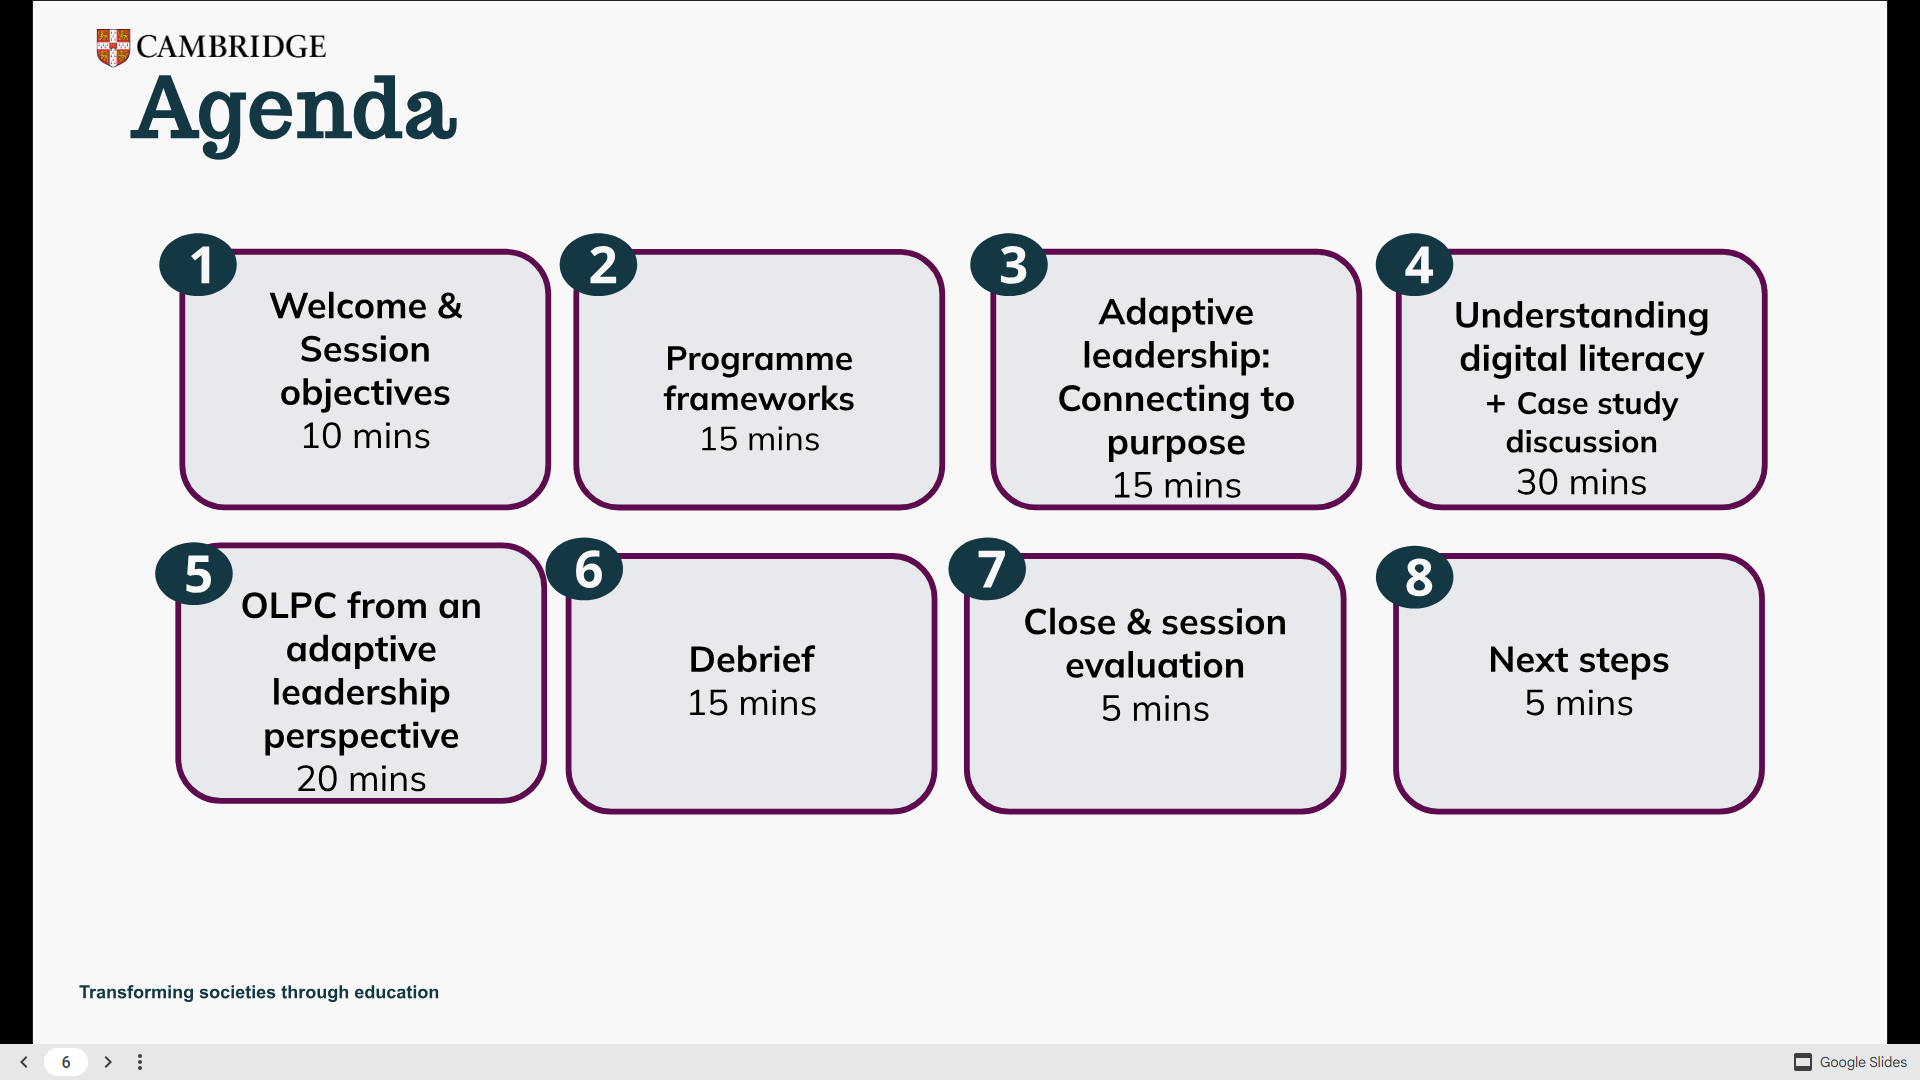 CAMBRIDGE
Agenda
1
Welcome &
Session
objectives
10 mins
2
Programme
frameworks
15 mins
3
Adaptive
leadership:
Connecting to
purpose
15 mins
4
Understanding
digital literacy
+ Case study
discussion
30 mins
5
OLPC from an
adaptive
leadership
perspective
20 mins
6
Debrief
15 mins
7
Close & session
evaluation
5 mins
8
Next steps
5 mins
Transforming societies through education
6
Google Slides